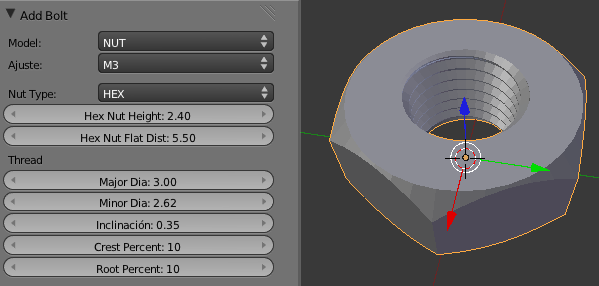 Add Bolt
Model: NUT
Ajuste: M3
Nut Type: HEX
Hex Nut Height: 2.40
Hex Nut Flat Dist: 5.50
Thread
Major Dia: 3.00
Minor Dia: 2.62
Inclinación: 0.35
Crest Percent: 10
Root Percent: 10